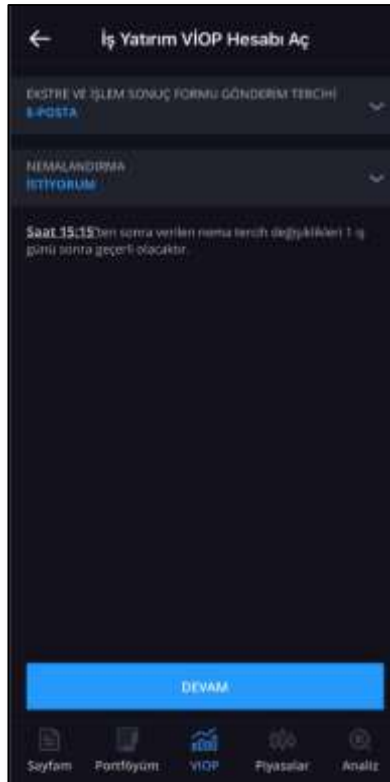 İş Yatırım VİOP Hesabı Aç
EKSTRE VE İŞLEM SONUÇ FORMU GÖNDERİM TERCİHİ
E-POSTA
NEMALANDIRMA
İSTİYORUM
Saat 15:15'ten sonra verilen nema tercih değişiklikleri 1 iş
günü sonra geçerli olacaktır.
DEVAM
Sayfam Portföyüm VİOP Piyasalar Analiz